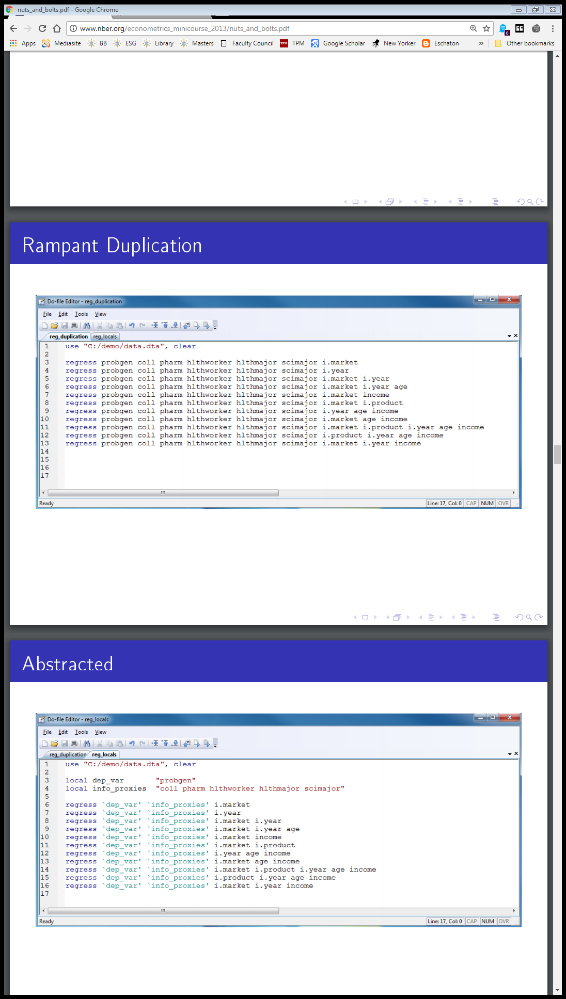 nuts_and_bolts.pdf - Google Chrome
www.nber.org/econometrics_minicourse_2013/nuts_and_bolts.pdf
0
Apps Mediasite BB ESG Library Masters Faculty Council TPM TPM Google Scholar New Yorker Eschaton » Other bookmarks
Rampant Duplication
Do-file Editor - reg_duplication
File Edit Tools View
reg_duplication reg_locals
1 use "C:/demo/data.dta", clear
2
3 regress probgen coll pharm hlthworker hlthmajor scimajor i.market
4 regress probgen coll pharm hlthworker hlthmajor scimajor i.year
5 regress probgen coll pharm hlthworker hlthmajor scimajor i.market i.year
6 regress probgen coll pharm hlthworker hlthmajor scimajor i.market i.year age
7 regress probgen coll pharm hlthworker hlthmajor scimajor i.market income
8 regress probgen coll pharm hlthworker hlthmajor scimajor i.market i.product
9 regress probgen coll pharm hlthworker hlthmajor scimajor i.year age income
10 regress probgen coll pharm hlthworker hlthmajor scimajor i.market age income
11 regress probgen coll pharm hlthworker hlthmajor scimajor i.market i.product i.year age income
12 regress probgen coll pharm hlthworker hlthmajor scimajor i.product i.year age income
13 regress probgen coll pharm hlthworker hlthmajor scimajor i.market i.year income
14
15
16
17
Ready Line: 17, Col: 0 CAP NUM OVR
Abstracted
Do-file Editor - reg_locals
File Edit Tools View
reg_duplication reg_locals
1 use "C:/demo/data.dta", clear
2
3 local dep_var "probgen"
4 local info_proxies "coll pharm hlthworker hlthmajor scimajor"
5
6 regress `dep_var' `info_proxies' i.market
7 regress `dep_var' `info_proxies' i.year
8 regress `dep_var' `info_proxies' i.market i.year
9 regress `dep_var' `info_proxies' i.market i.year age
10 regress `dep_var' `info_proxies' i.market income
11 regress `dep_var' `info_proxies' i.market i.product
12 regress `dep_var' `info_proxies' i.year age income
13 regress `dep_var' `info_proxies' i.market age income
14 regress `dep_var' `info_proxies' i.market i.product i.year age income
15 regress `dep_var' `info_proxies' i.product i.year age income
16 regress `dep_var' `info_proxies' i.market i.year income
17
Ready Line: 17, Col: 0 CAP NUM OVR